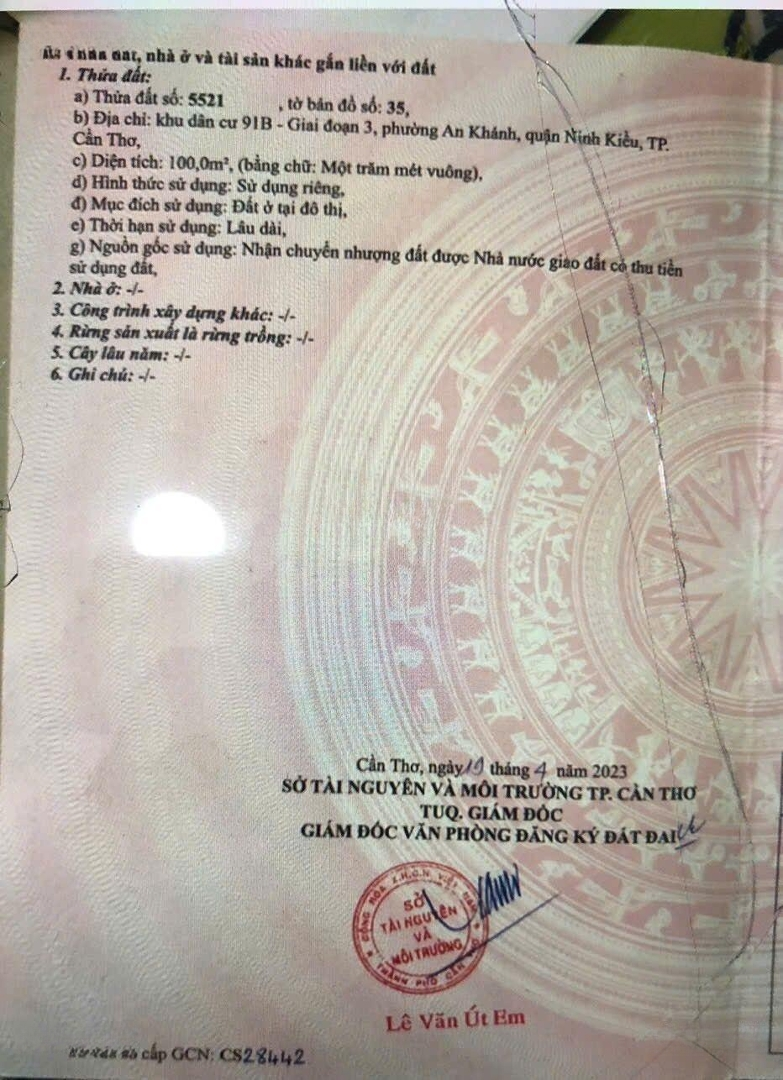 nhà ở và tài sản khác gắn liền với đất
1. Thửa đất:
a) Thửa đất số: 5521 , tờ bản đồ số: 35,
b) Địa chỉ: khu dân cư 91B - Giai đoạn 3, phường An Khánh, quận Ninh Kiều, TP.
Cần Thơ,
c) Diện tích: 100,0m², (bằng chữ: Một trăm mét vuông),
d) Hình thức sử dụng: Sử dụng riêng,
đ) Mục đích sử dụng: Đất ở tại đô thị,
e) Thời hạn sử dụng: Lâu dài,
g) Nguồn gốc sử dụng: Nhận chuyển nhượng đất được Nhà nước giao đất có thu tiền
sử dụng đất,
2. Nhà ở: -/-
3. Công trình xây dựng khác: -/-
4. Rừng sản xuất là rừng trồng: -/-
5. Cây lâu năm: -/-
6. Ghi chú: -/-
Cần Thơ, ngày 19 tháng 4 năm 2023
SỞ TÀI NGUYÊN VÀ MÔI TRƯỜNG TP. CẦN THƠ
TUQ. GIÁM ĐỐC
GIÁM ĐỐC VĂN PHÒNG ĐĂNG KÝ ĐẤT ĐAI
CỘNG HÒA X.H.C.N VIỆT NAM
SỞ
TÀI NGUYÊN
VÀ
MÔI TRƯỜNG
THÀNH PHỐ CẦN THƠ
Lê Văn Út Em
cấp GCN: CS28442